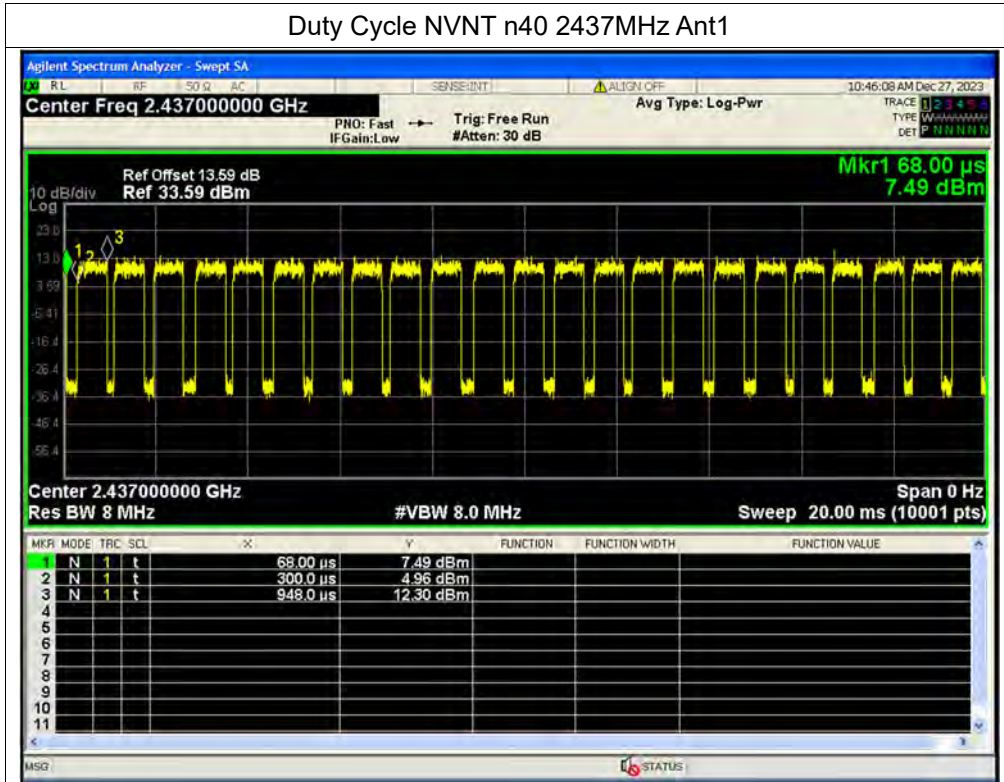 Duty Cycle NVNT n40 2437MHz Ant1
Agilent Spectrum Analyzer - Swept SA
LXI RL RF 50 Ω AC SENSE:INT ALIGN OFF 10:46:08 AM Dec 27, 2023
Center Freq 2.437000000 GHz
PNO: Fast
IFGain:Low
Trig: Free Run
#Atten: 30 dB
Avg Type: Log-Pwr
TRACE 1 2 3 4 5 6
TYPE W
DET P N N N N N
Mkr1 68.00 µs
7.49 dBm
Ref Offset 13.59 dB
10 dB/div Ref 33.59 dBm
Log
23.6
13.6
3.59
-6.41
-16.4
-26.4
-36.4
-46.4
-56.4
1 2 3
Center 2.437000000 GHz Span 0 Hz
Res BW 8 MHz #VBW 8.0 MHz Sweep 20.00 ms (10001 pts)
MKR MODE TRC SCL X Y FUNCTION FUNCTION WIDTH FUNCTION VALUE
1 N 1 t 68.00 µs 7.49 dBm
2 N 1 t 300.0 µs 4.96 dBm
3 N 1 t 948.0 µs 12.30 dBm
4
5
6
7
8
9
10
11
MSG STATUS